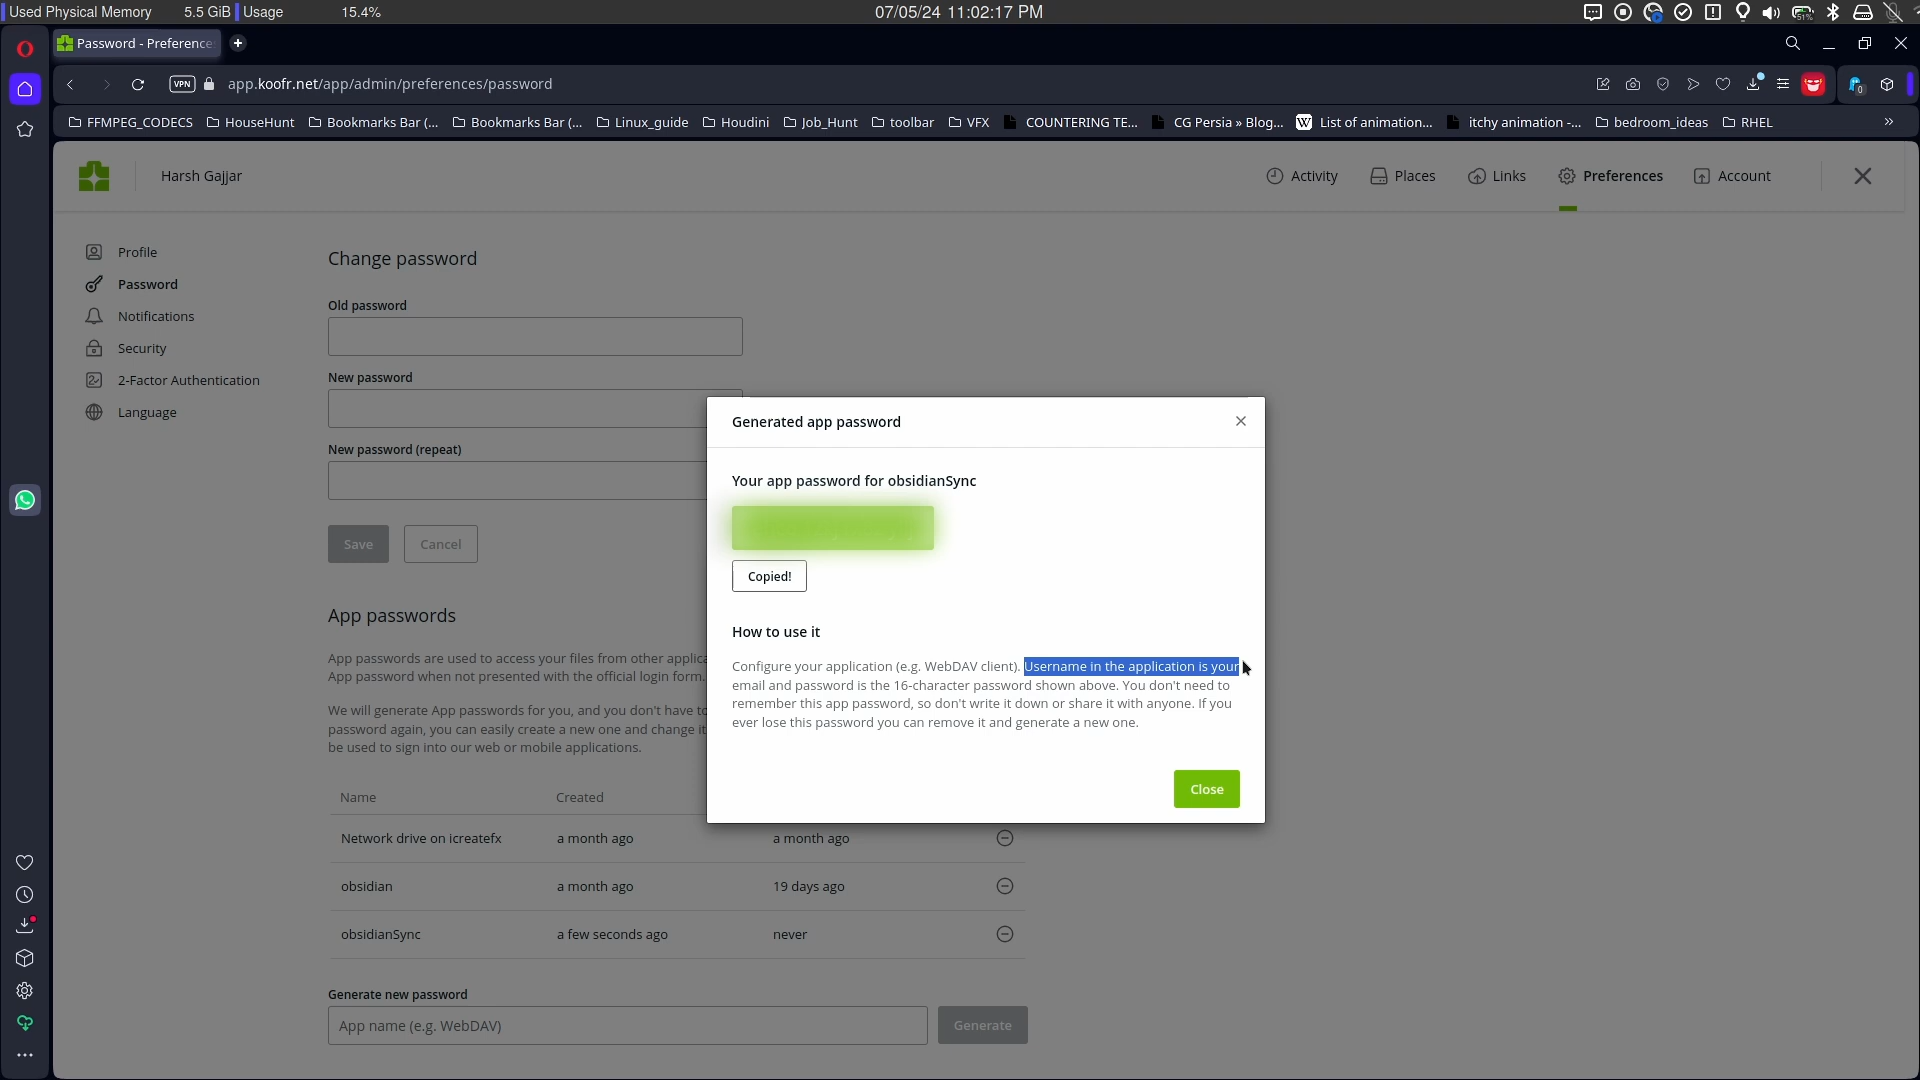 Used Physical Memory 5.5 GiB Usage 15.4% 07/05/24 11:02:17 PM 51%
Password - Preference
VPN app.koofr.net/app/admin/preferences/password 0
FFMPEG_CODECS HouseHunt Bookmarks Bar (... Bookmarks Bar (... Linux_guide Houdini Job_Hunt toolbar VFX COUNTERING TE... CG Persia » Blog... W List of animation... itchy animation -... bedroom_ideas RHEL »
Harsh Gajjar Activity Places Links Preferences Account
Profile
Password
Notifications
Security
2-Factor Authentication
Language
Change password
Old password
New password
New password (repeat)
Save Cancel
App passwords
App passwords are used to access your files from other applica
App password when not presented with the official login form.
We will generate App passwords for you, and you don't have to
password again, you can easily create a new one and change it
be used to sign into our web or mobile applications.
Name Created
Network drive on icreatefx a month ago a month ago
obsidian a month ago 19 days ago
obsidianSync a few seconds ago never
Generate new password
App name (e.g. WebDAV) Generate
Generated app password
Your app password for obsidianSync
Copied!
How to use it
Configure your application (e.g. WebDAV client). Username in the application is your
email and password is the 16-character password shown above. You don't need to
remember this app password, so don't write it down or share it with anyone. If you
ever lose this password you can remove it and generate a new one.
Close